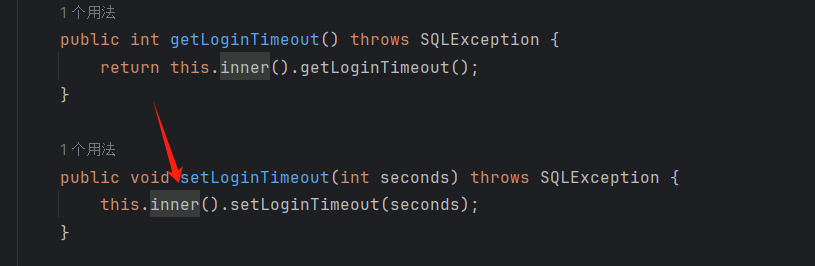 1 个用法
public int getLoginTimeout() throws SQLException {
return this.inner().getLoginTimeout();
}
1 个用法
public void setLoginTimeout(int seconds) throws SQLException {
this.inner().setLoginTimeout(seconds);
}